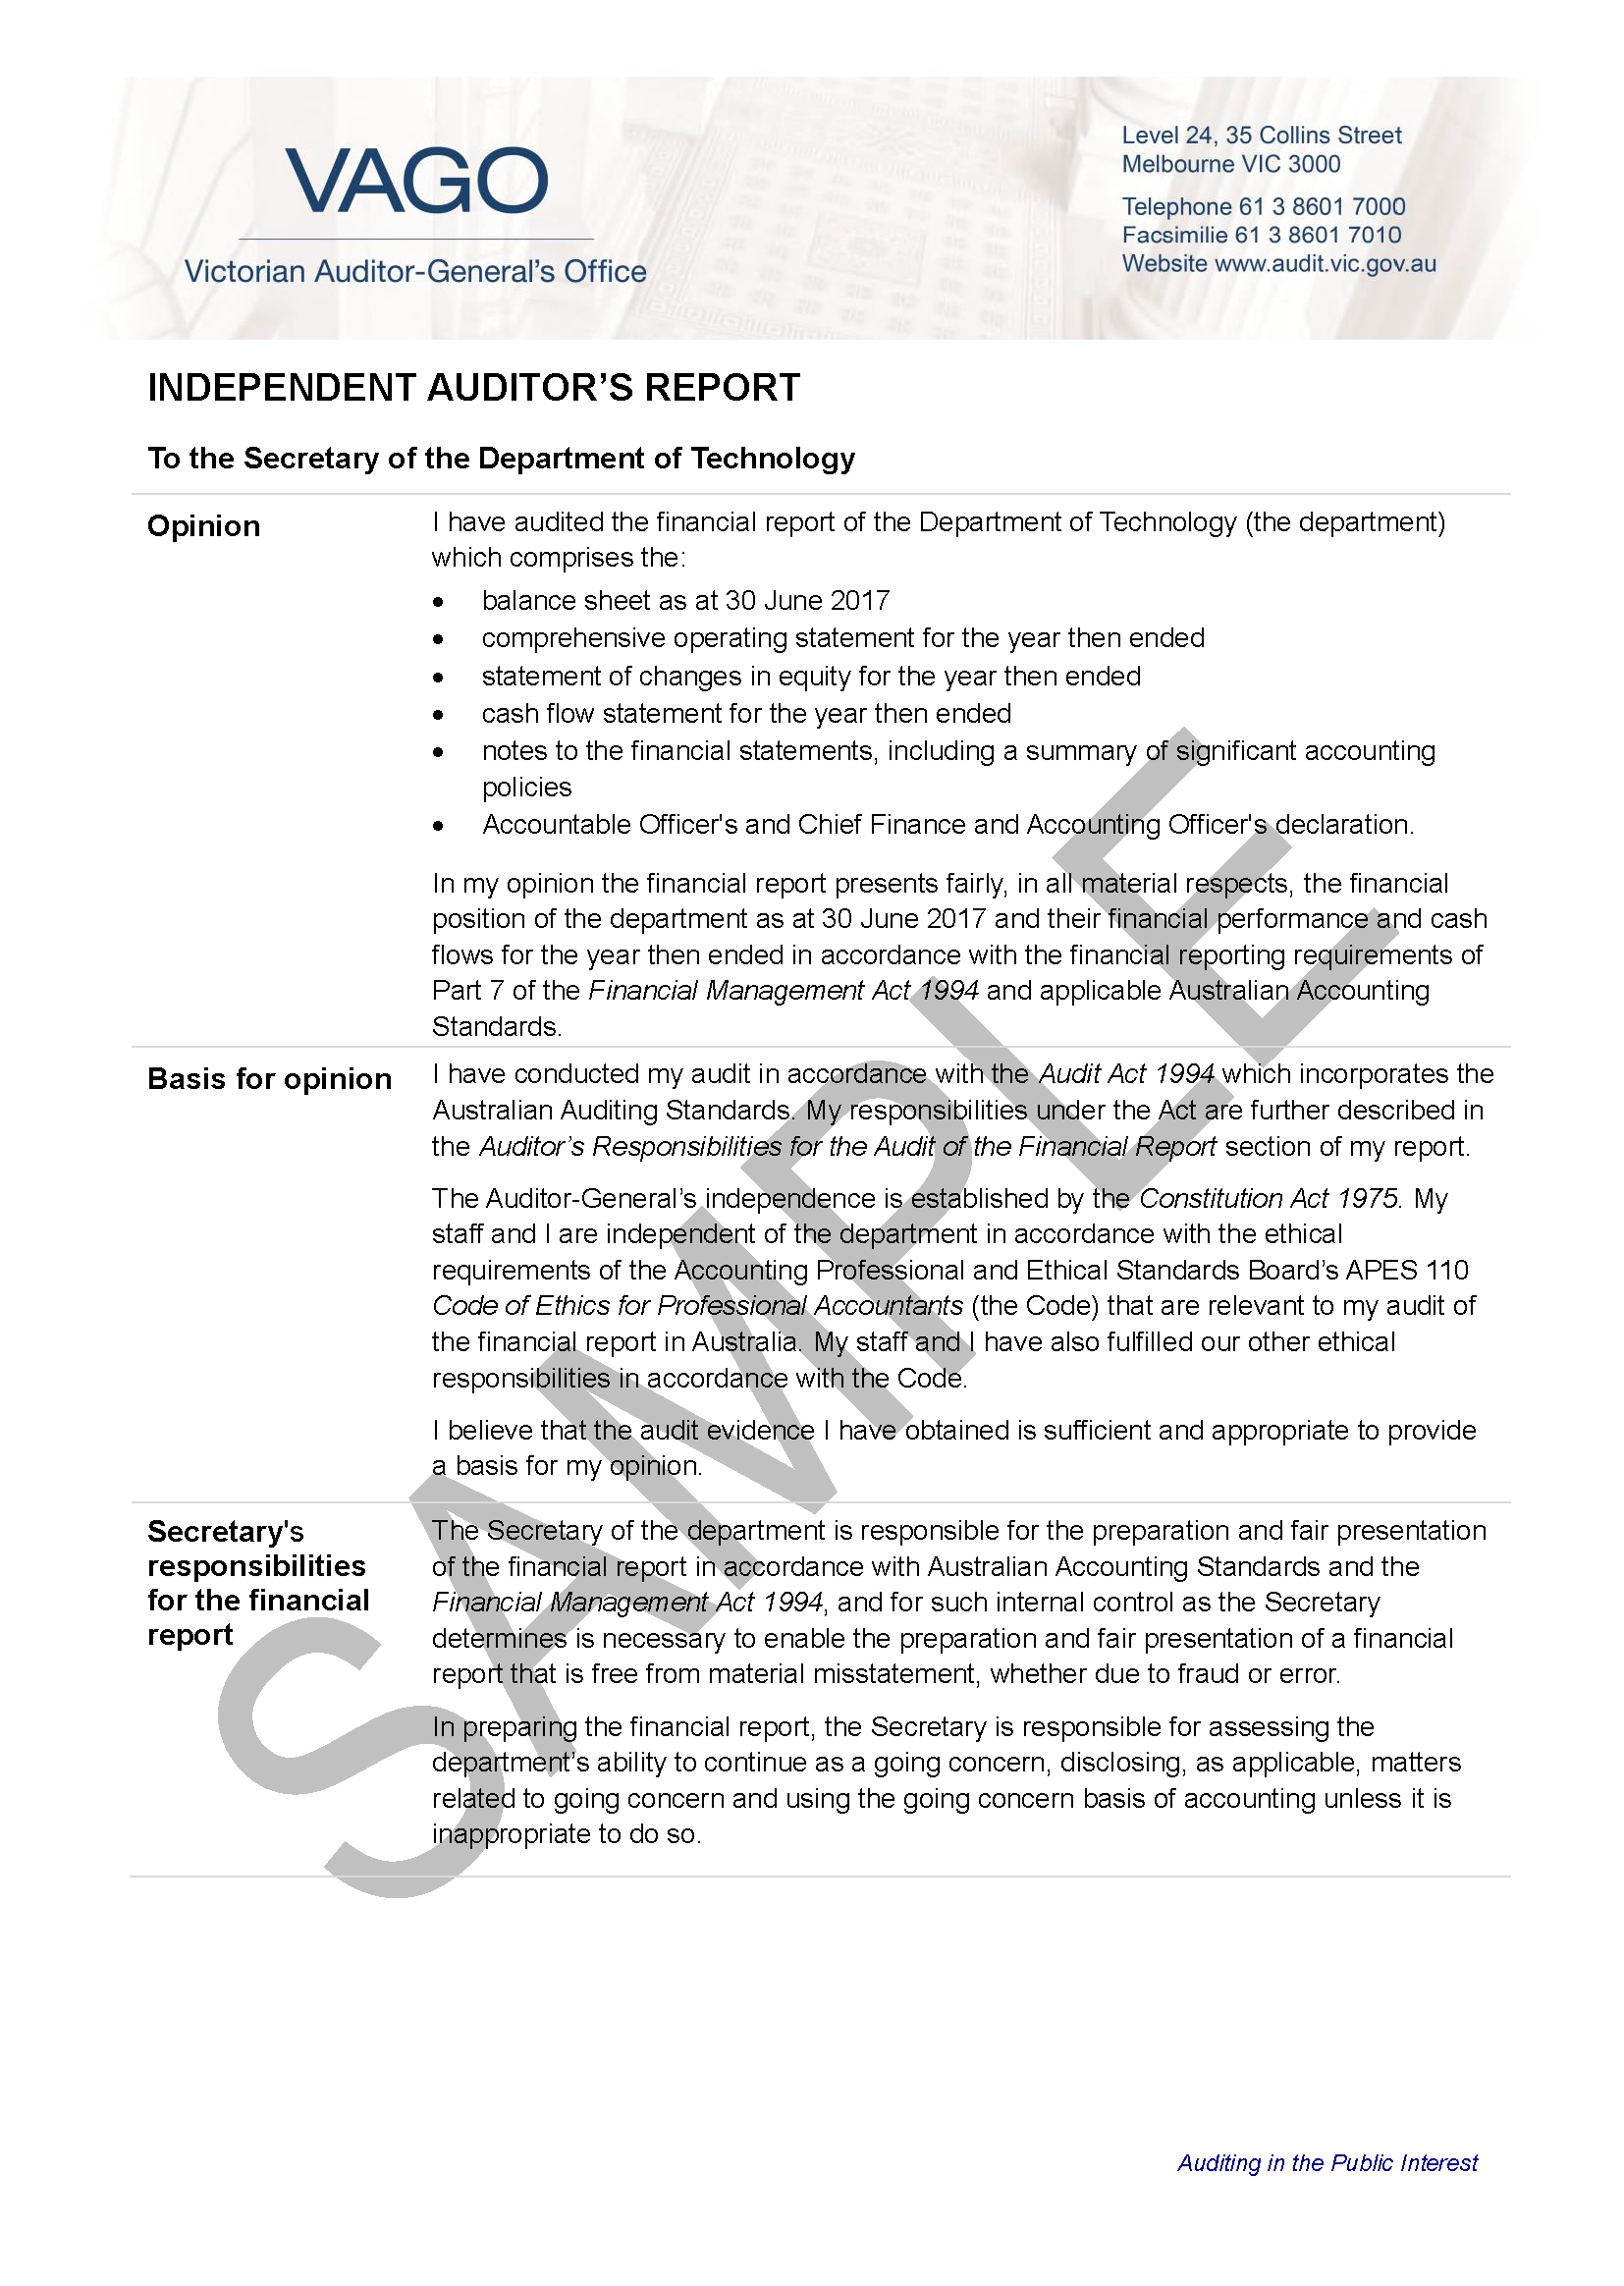 VAGO
Victorian Auditor-General’s Office
Level 24, 35 Collins Street
Melbourne VIC 3000
Telephone 61 3 8601 7000
Facsimilie 61 3 8601 7010
Website www.audit.vic.gov.au
INDEPENDENT AUDITOR’S REPORT
To the Secretary of the Department of Technology
Opinion
I have audited the financial report of the Department of Technology (the department)
which comprises the:
• balance sheet as at 30 June 2017
• comprehensive operating statement for the year then ended
• statement of changes in equity for the year then ended
• cash flow statement for the year then ended
• notes to the financial statements, including a summary of significant accounting
policies
• Accountable Officer's and Chief Finance and Accounting Officer's declaration.
In my opinion the financial report presents fairly, in all material respects, the financial
position of the department as at 30 June 2017 and their financial performance and cash
flows for the year then ended in accordance with the financial reporting requirements of
Part 7 of the Financial Management Act 1994 and applicable Australian Accounting
Standards.
Basis for opinion
I have conducted my audit in accordance with the Audit Act 1994 which incorporates the
Australian Auditing Standards. My responsibilities under the Act are further described in
the Auditor’s Responsibilities for the Audit of the Financial Report section of my report.
The Auditor-General’s independence is established by the Constitution Act 1975. My
staff and I are independent of the department in accordance with the ethical
requirements of the Accounting Professional and Ethical Standards Board’s APES 110
Code of Ethics for Professional Accountants (the Code) that are relevant to my audit of
the financial report in Australia. My staff and I have also fulfilled our other ethical
responsibilities in accordance with the Code.
I believe that the audit evidence I have obtained is sufficient and appropriate to provide
a basis for my opinion.
Secretary's
responsibilities
for the financial
report
The Secretary of the department is responsible for the preparation and fair presentation
of the financial report in accordance with Australian Accounting Standards and the
Financial Management Act 1994, and for such internal control as the Secretary
determines is necessary to enable the preparation and fair presentation of a financial
report that is free from material misstatement, whether due to fraud or error.
In preparing the financial report, the Secretary is responsible for assessing the
department’s ability to continue as a going concern, disclosing, as applicable, matters
related to going concern and using the going concern basis of accounting unless it is
inappropriate to do so.
SAMPLE
Auditing in the Public Interest